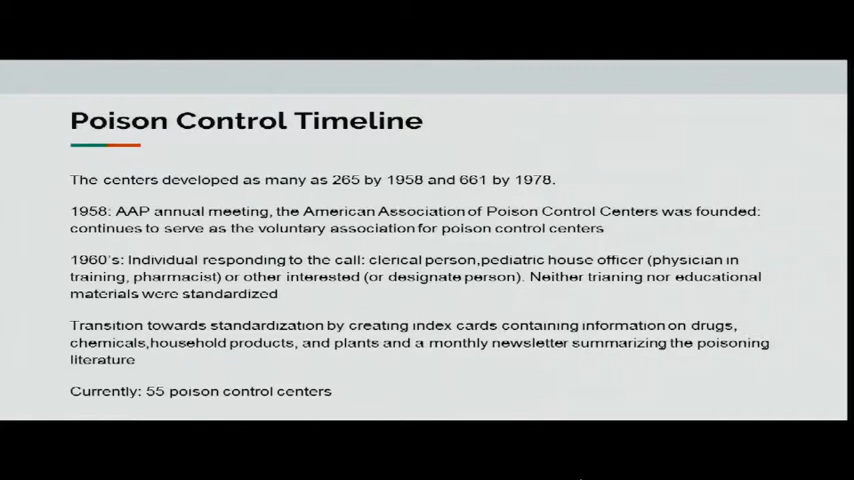 Poison Control Timeline
The centers developed as many as 265 by 1958 and 661 by 1978.
1958: AAP annual meeting, the American Association of Poison Control Centers was founded:
continues to serve as the voluntary association for poison control centers
1960's: Individual responding to the call: clerical person,pediatric house officer (physician in
training, pharmacist) or other interested (or designate person). Neither trianing nor educational
materials were standardized
Transition towards standardization by creating index cards containing information on drugs,
chemicals,household products, and plants and a monthly newsletter summarizing the poisoning
literature
Currently: 55 poison control centers